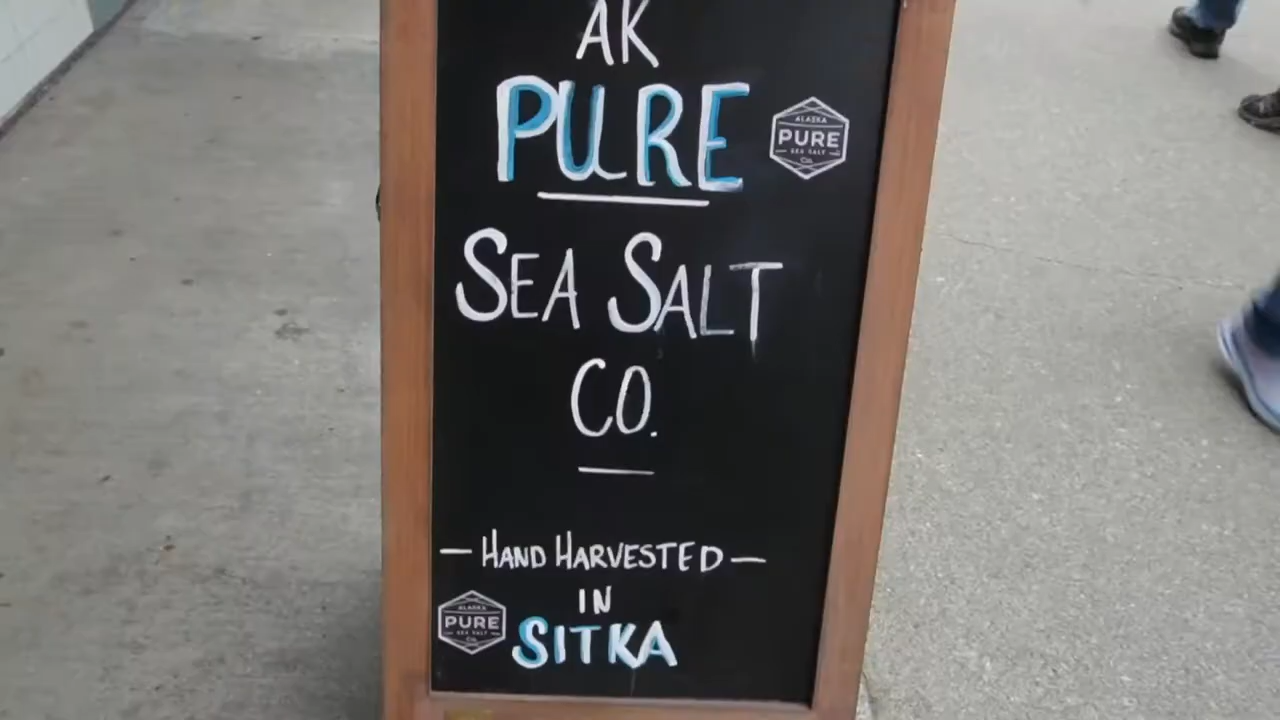 AK
PURE
ALASKA
PURE
SEA SALT
Co.
SEA SALT
CO.
— HAND HARVESTED —
IN
SITKA
ALASKA
PURE
SEA SALT
Co.